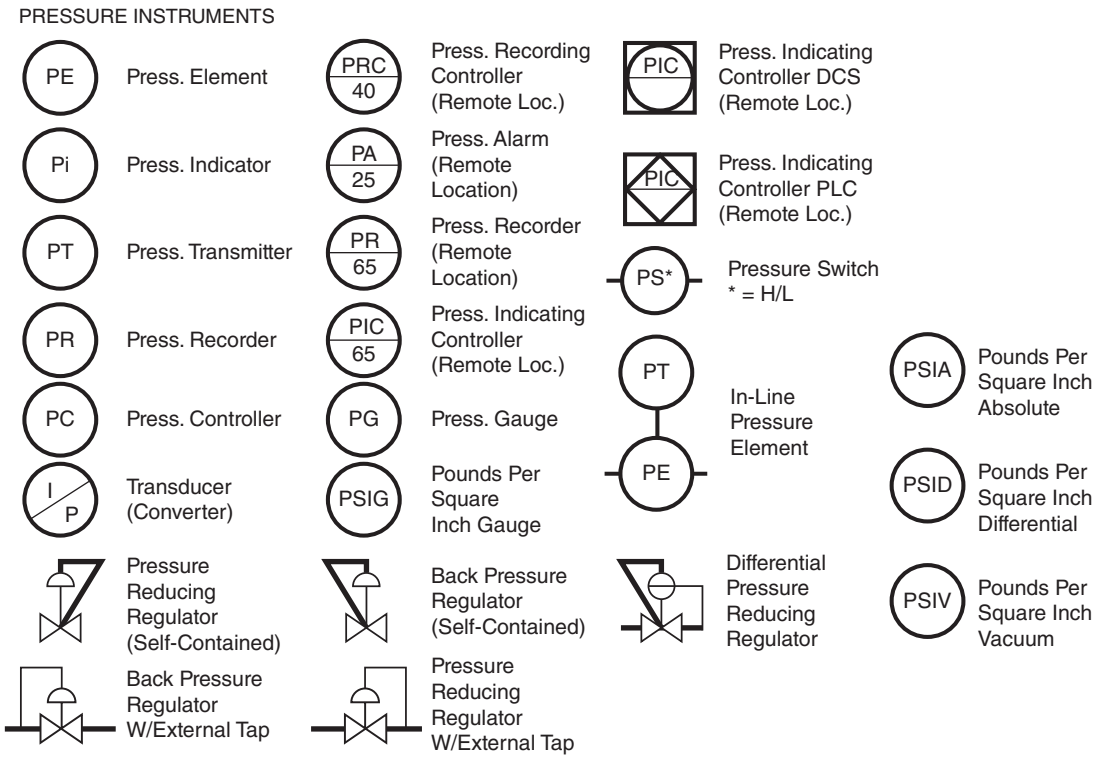 PRESSURE INSTRUMENTS
PE
Press. Element
Pi
Press. Indicator
PT
Press. Transmitter
PR
Press. Recorder
PC
Press. Controller
I
P
Transducer
(Converter)
Pressure
Reducing
Regulator
(Self-Contained)
Back Pressure
Regulator
W/External Tap
PRC
40
Press. Recording
Controller
(Remote Loc.)
PA
25
Press. Alarm
(Remote
Location)
PR
65
Press. Recorder
(Remote
Location)
PIC
65
Press. Indicating
Controller
(Remote Loc.)
PG
Press. Gauge
PSIG
Pounds Per
Square
Inch Gauge
Back Pressure
Regulator
(Self-Contained)
Pressure
Reducing
Regulator
W/External Tap
PIC
Press. Indicating
Controller DCS
(Remote Loc.)
PIC
Press. Indicating
Controller PLC
(Remote Loc.)
PS*
Pressure Switch
* = H/L
PT
PE
In-Line
Pressure
Element
Differential
Pressure
Reducing
Regulator
PSIA
Pounds Per
Square Inch
Absolute
PSID
Pounds Per
Square Inch
Differential
PSIV
Pounds Per
Square Inch
Vacuum